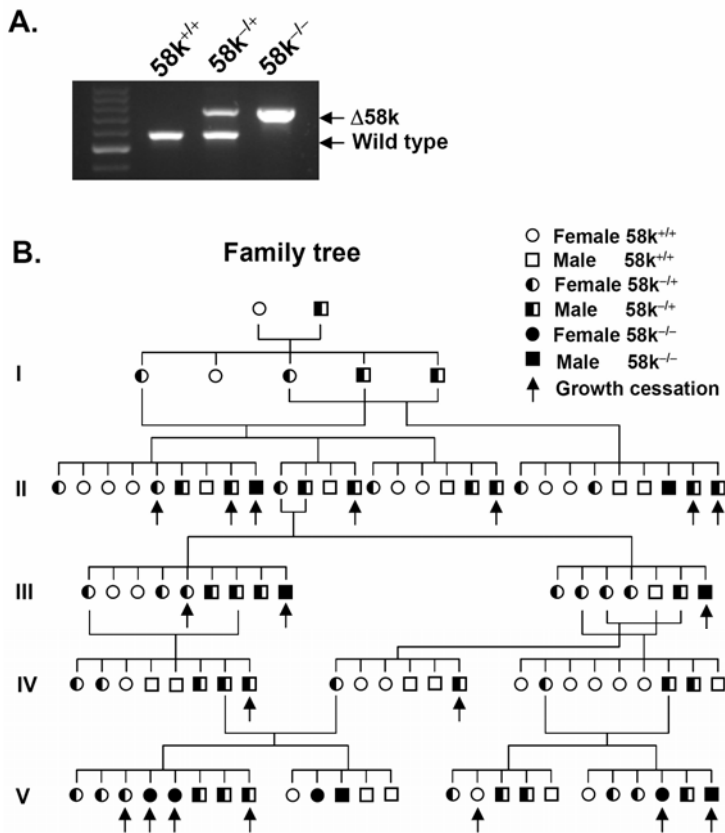 A.
58k+/+ 58k–/+ 58k–/–
Δ58k
Wild type
B.
Family tree
Female 58k+/+
Male 58k+/+
Female 58k–/+
Male 58k–/+
Female 58k–/–
Male 58k–/–
Growth cessation
I
II
III
IV
V